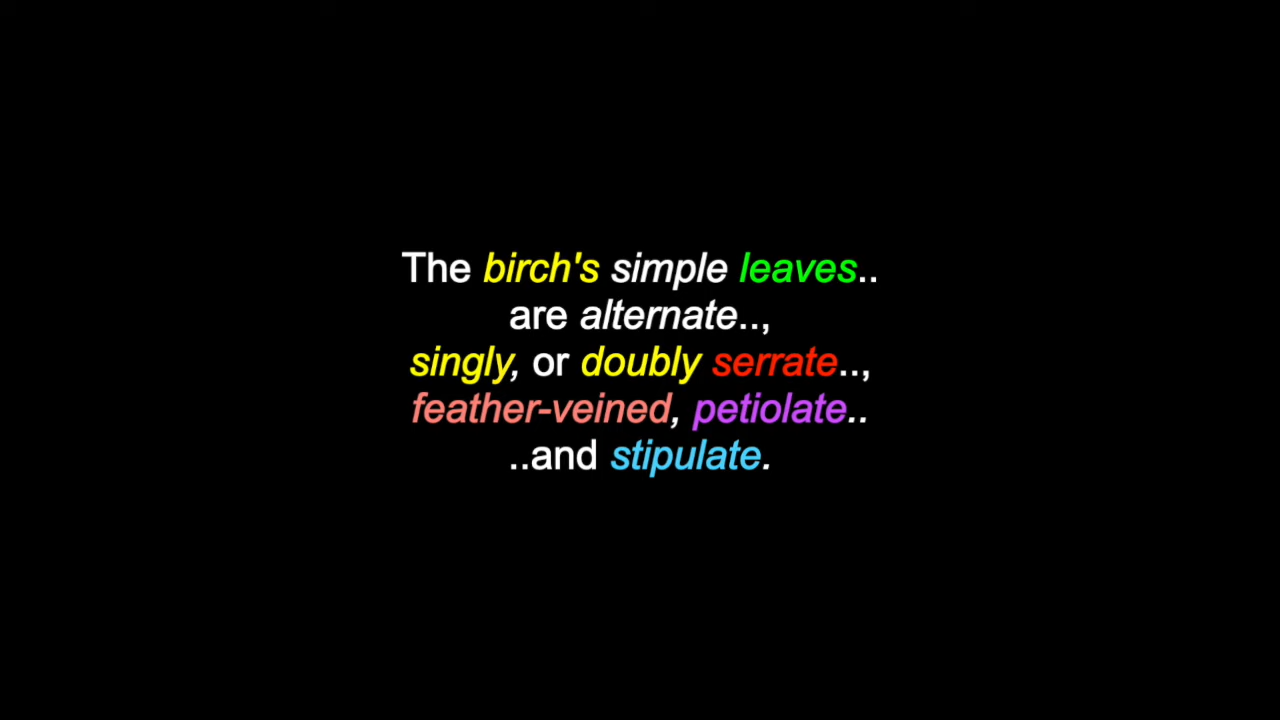 The birch's simple leaves..
are alternate..,
singly, or doubly serrate..,
feather-veined, petiolate..
..and stipulate.